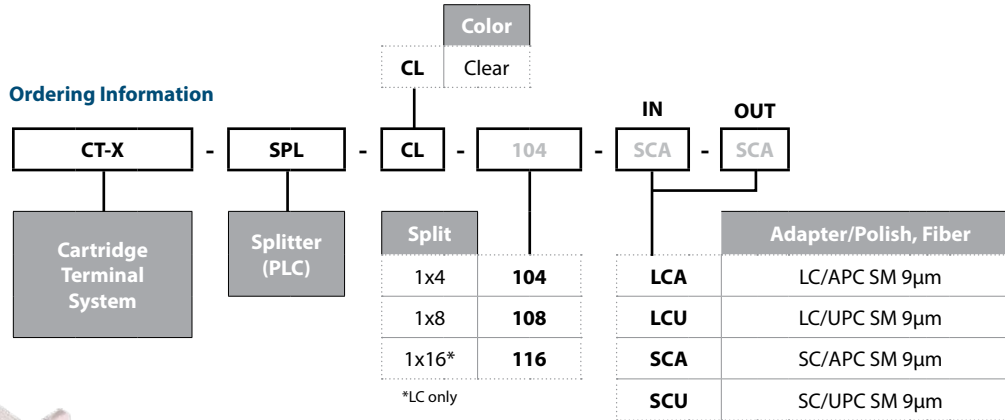 Color
CL Clear
Ordering Information
IN OUT
CT-X - SPL - CL - 104 - SCA - SCA
Cartridge
Terminal
System
Splitter
(PLC)
Split
1x4 104
1x8 108
1x16* 116
*LC only
Adapter/Polish, Fiber
LCA LC/APC SM 9µm
LCU LC/UPC SM 9µm
SCA SC/APC SM 9µm
SCU SC/UPC SM 9µm